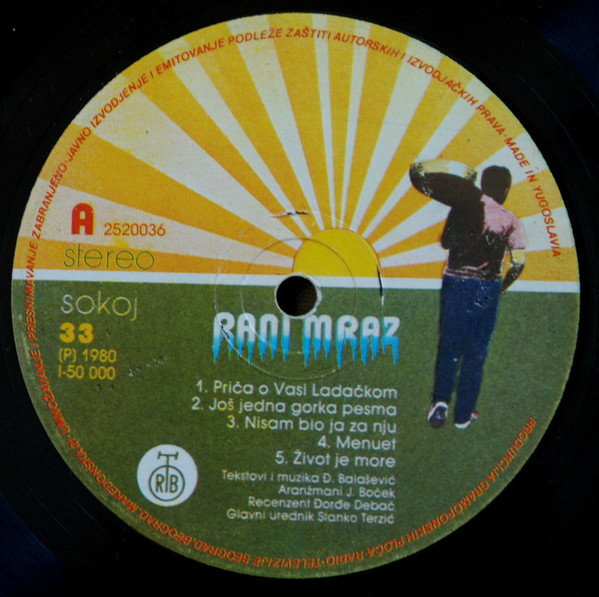 UMNOŽAVANJE I PRESNIMAVANJE ZABRANJENO·JAVNO IZVODJENJE I EMITOVANJE PODLEŽE ZAŠTITI AUTORSKIH I IZVODJAČKIH PRAVA·MADE IN YUGOSLAVIA
A 2520036
stereo
sokoj
33
(P) 1980
I-50 000
RANI MRAZ
1. Priča o Vasi Ladačkom
2. Još jedna gorka pesma
3. Nisam bio ja za nju
4. Menuet
5. Život je more
Tekstovi i muzika Đ. Balašević
Aranžmani J. Boček
Recenzent Đorđe Debač
Glavni urednik Stanko Terzić
RTB
PRODUKCIJA GRAMOFONSKIH PLOČA RADIO-TELEVIZIJE BEOGRAD·BEOGRAD, MAKEDONSKA 21